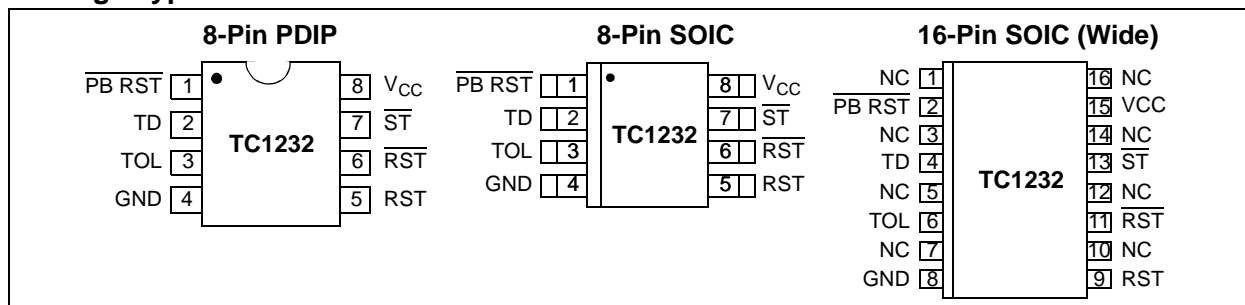 8-Pin PDIP
PB RST 1
TD 2
TOL 3
GND 4
TC1232
8 VCC
7 ST
6 RST
5 RST
8-Pin SOIC
PB RST 1
TD 2
TOL 3
GND 4
TC1232
8 VCC
7 ST
6 RST
5 RST
16-Pin SOIC (Wide)
NC 1
PB RST 2
NC 3
TD 4
NC 5
TOL 6
NC 7
GND 8
TC1232
16 NC
15 VCC
14 NC
13 ST
12 NC
11 RST
10 NC
9 RST